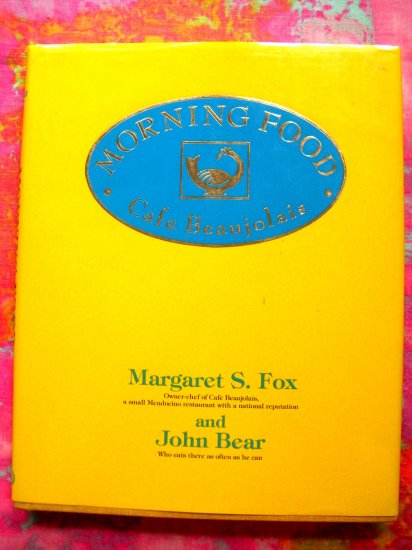 MORNING FOOD
Cafe Beaujolais
Margaret S. Fox
Owner-chef of Cafe Beaujolais,
a small Mendocino restaurant with a national reputation
and
John Bear
Who eats there as often as he can